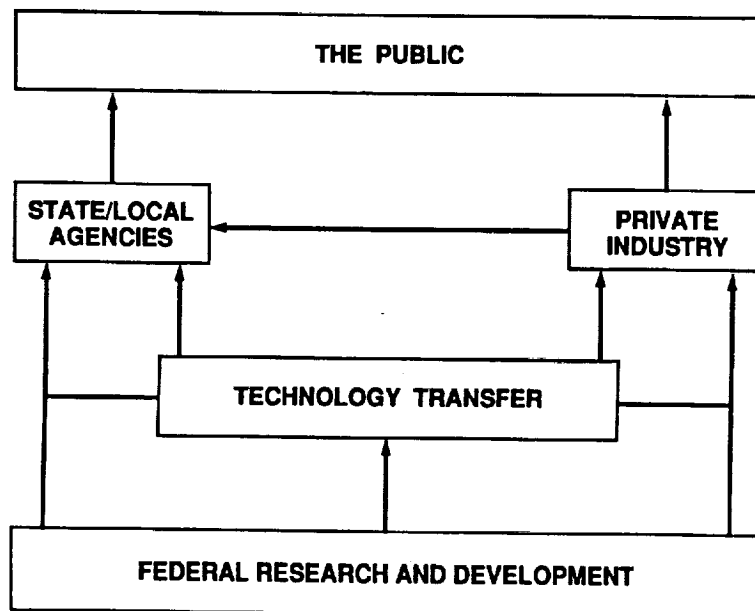 THE PUBLIC
STATE/LOCAL
AGENCIES
PRIVATE
INDUSTRY
TECHNOLOGY TRANSFER
FEDERAL RESEARCH AND DEVELOPMENT